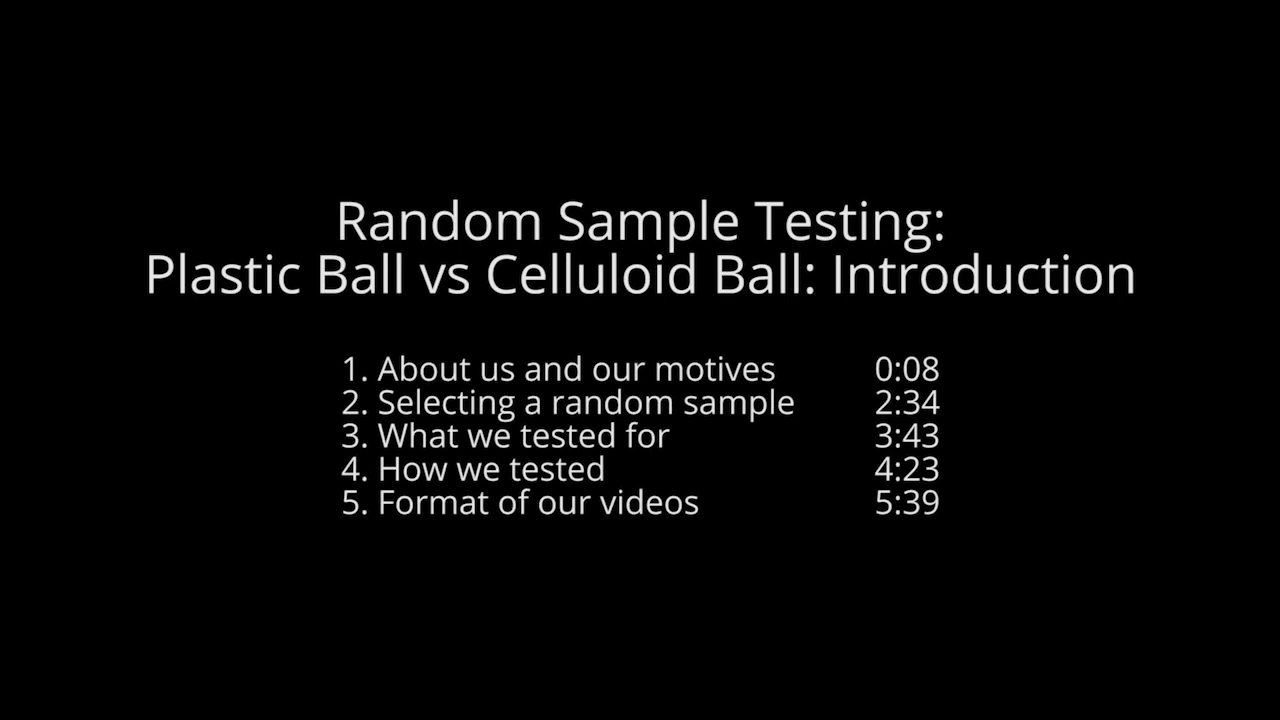 Random Sample Testing:
Plastic Ball vs Celluloid Ball: Introduction
1. About us and our motives 0:08
2. Selecting a random sample 2:34
3. What we tested for 3:43
4. How we tested 4:23
5. Format of our videos 5:39